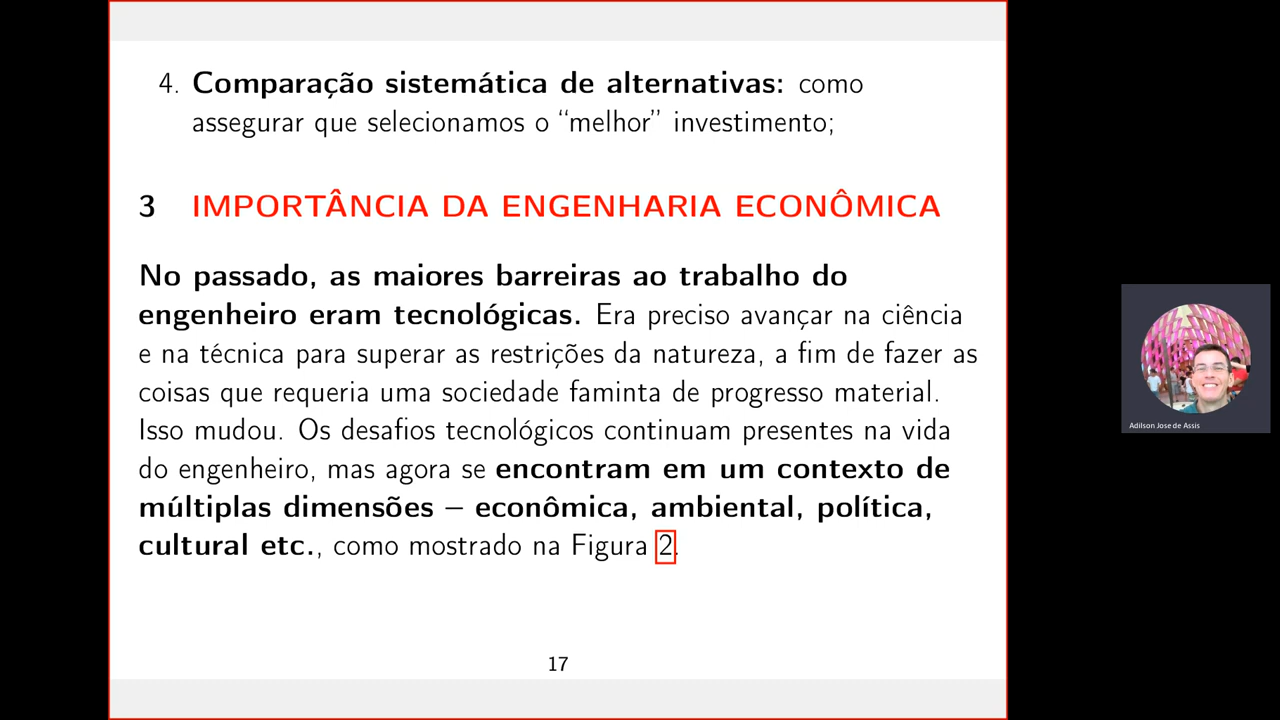 4. Comparação sistemática de alternativas: como
assegurar que selecionamos o “melhor” investimento;
3 IMPORTÂNCIA DA ENGENHARIA ECONÔMICA
No passado, as maiores barreiras ao trabalho do
engenheiro eram tecnológicas. Era preciso avançar na ciência
e na técnica para superar as restrições da natureza, a fim de fazer as
coisas que requeria uma sociedade faminta de progresso material.
Isso mudou. Os desafios tecnológicos continuam presentes na vida
do engenheiro, mas agora se encontram em um contexto de
múltiplas dimensões – econômica, ambiental, política,
cultural etc., como mostrado na Figura 2.
17
Adilson Jose de Assis